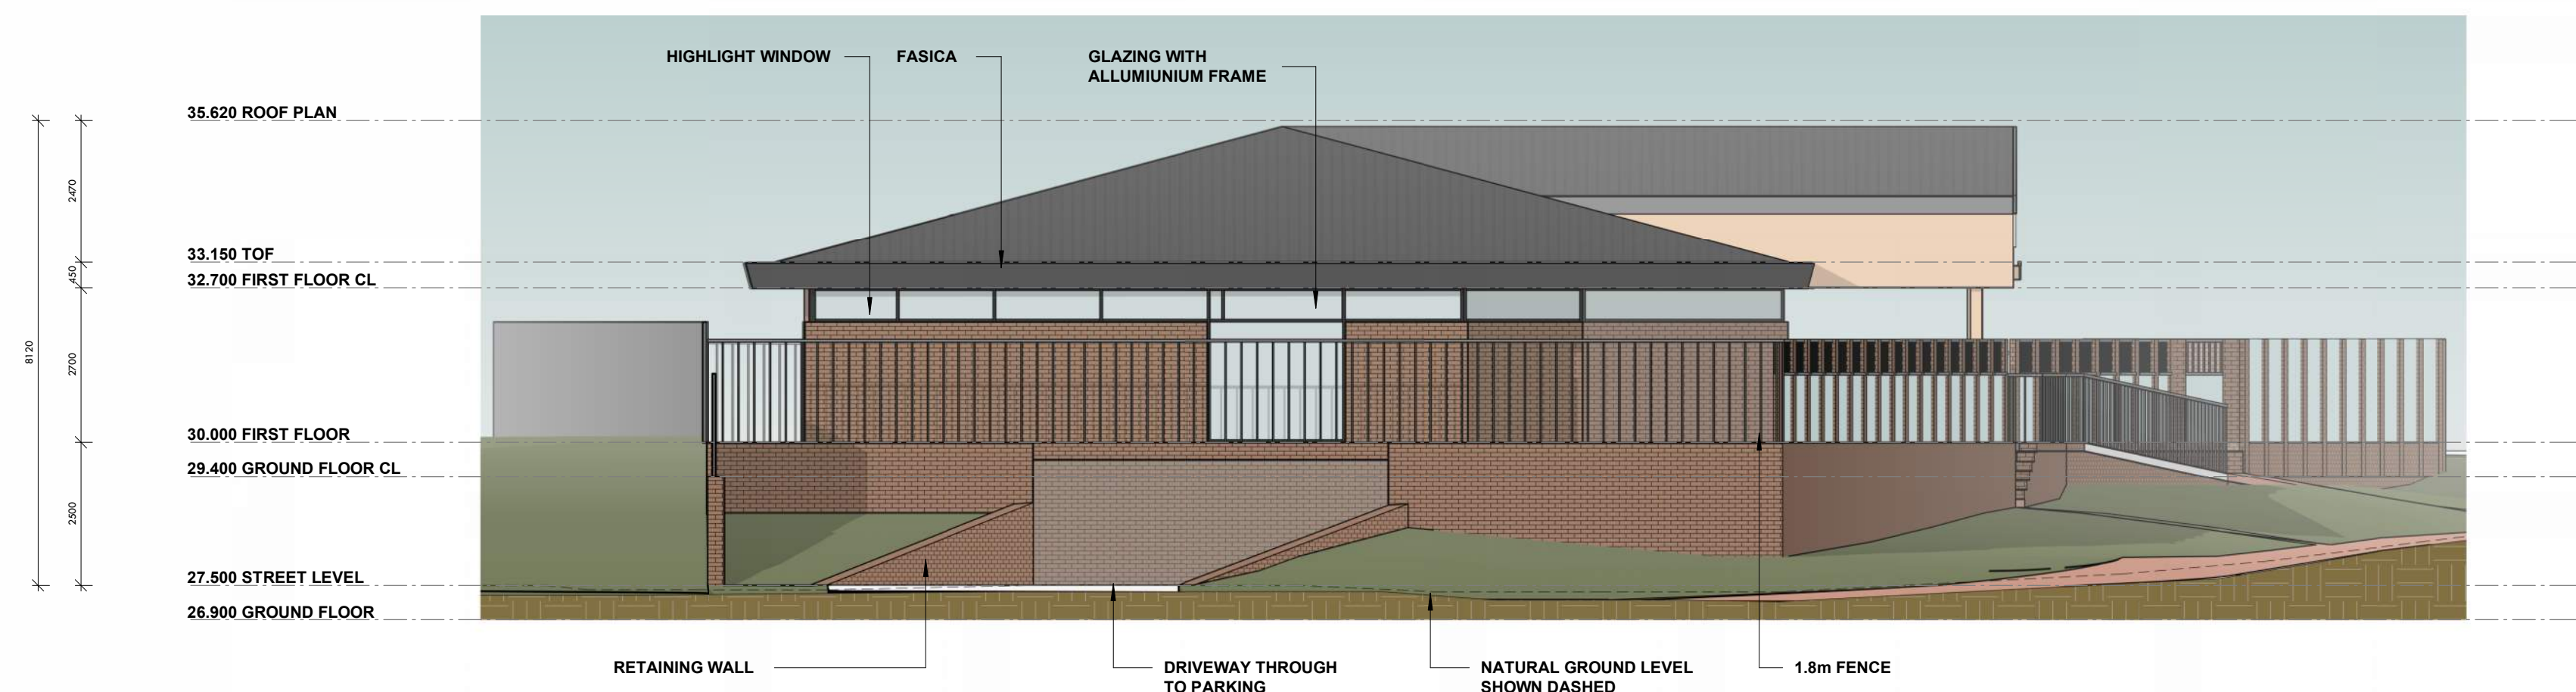 HIGHLIGHT WINDOW
FASICA
GLAZING WITH
ALLUMIUNIUM FRAME
35.620 ROOF PLAN
2470
33.150 TOF
450
32.700 FIRST FLOOR CL
8120
2700
30.000 FIRST FLOOR
29.400 GROUND FLOOR CL
2500
27.500 STREET LEVEL
26.900 GROUND FLOOR
RETAINING WALL
DRIVEWAY THROUGH
TO PARKING
NATURAL GROUND LEVEL
SHOWN DASHED
1.8m FENCE